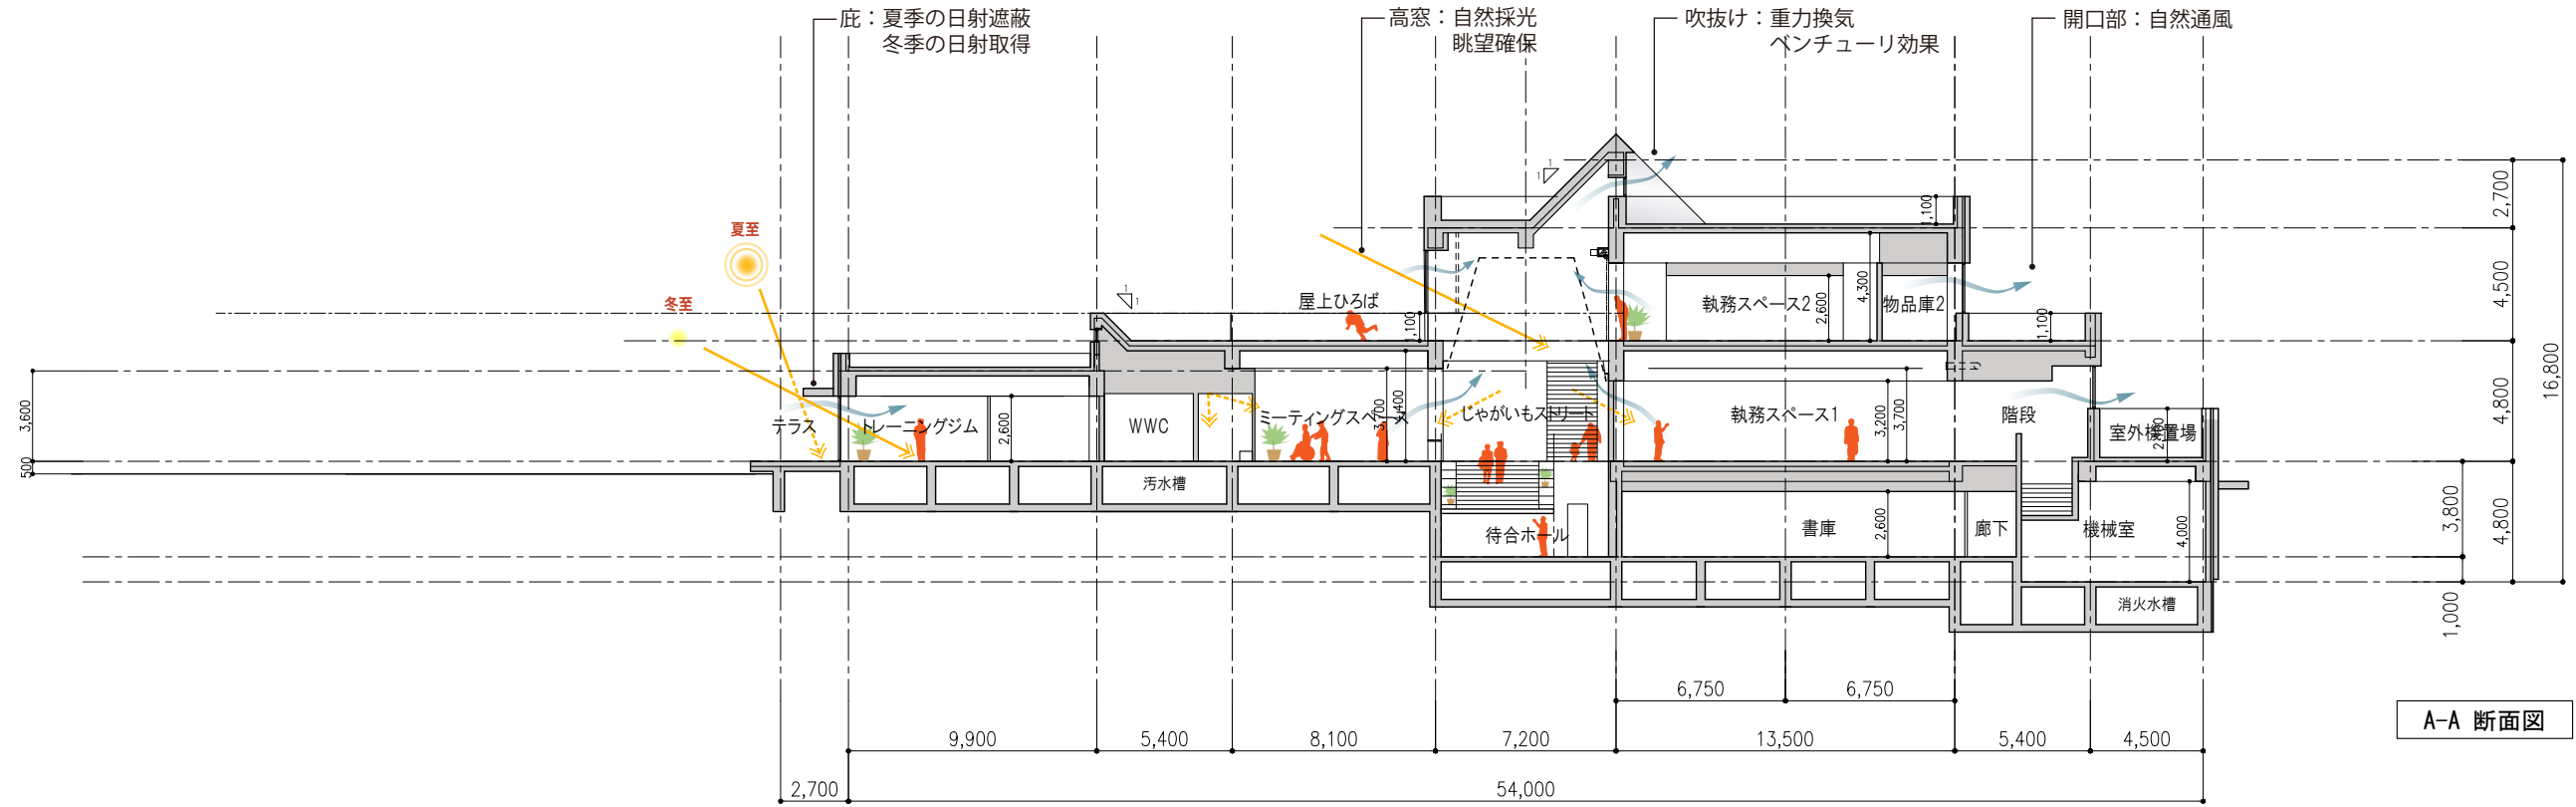 庇：夏季の日射遮蔽
冬季の日射取得
高窓：自然採光
眺望確保
吹抜け：重力換気
ベンチューリ効果
開口部：自然通風
夏至
冬至
屋上ひろば
執務スペース2
物品庫2
テラス
トレーニングジム
WWC
ミーティングスペース
じゃがいもストリート
執務スペース1
階段
室外機置場
汚水槽
待合ホール
書庫
廊下
機械室
消火水槽
1
1
1
1
1,100
1,100
1,100
2,600
4,300
2,600
3,700
3,200
3,700
2,600
4,000
3,600
500
2,700
4,500
4,800
4,800
16,800
3,800
1,000
6,750
6,750
9,900
5,400
8,100
7,200
13,500
5,400
4,500
2,700
54,000
A-A 断面図